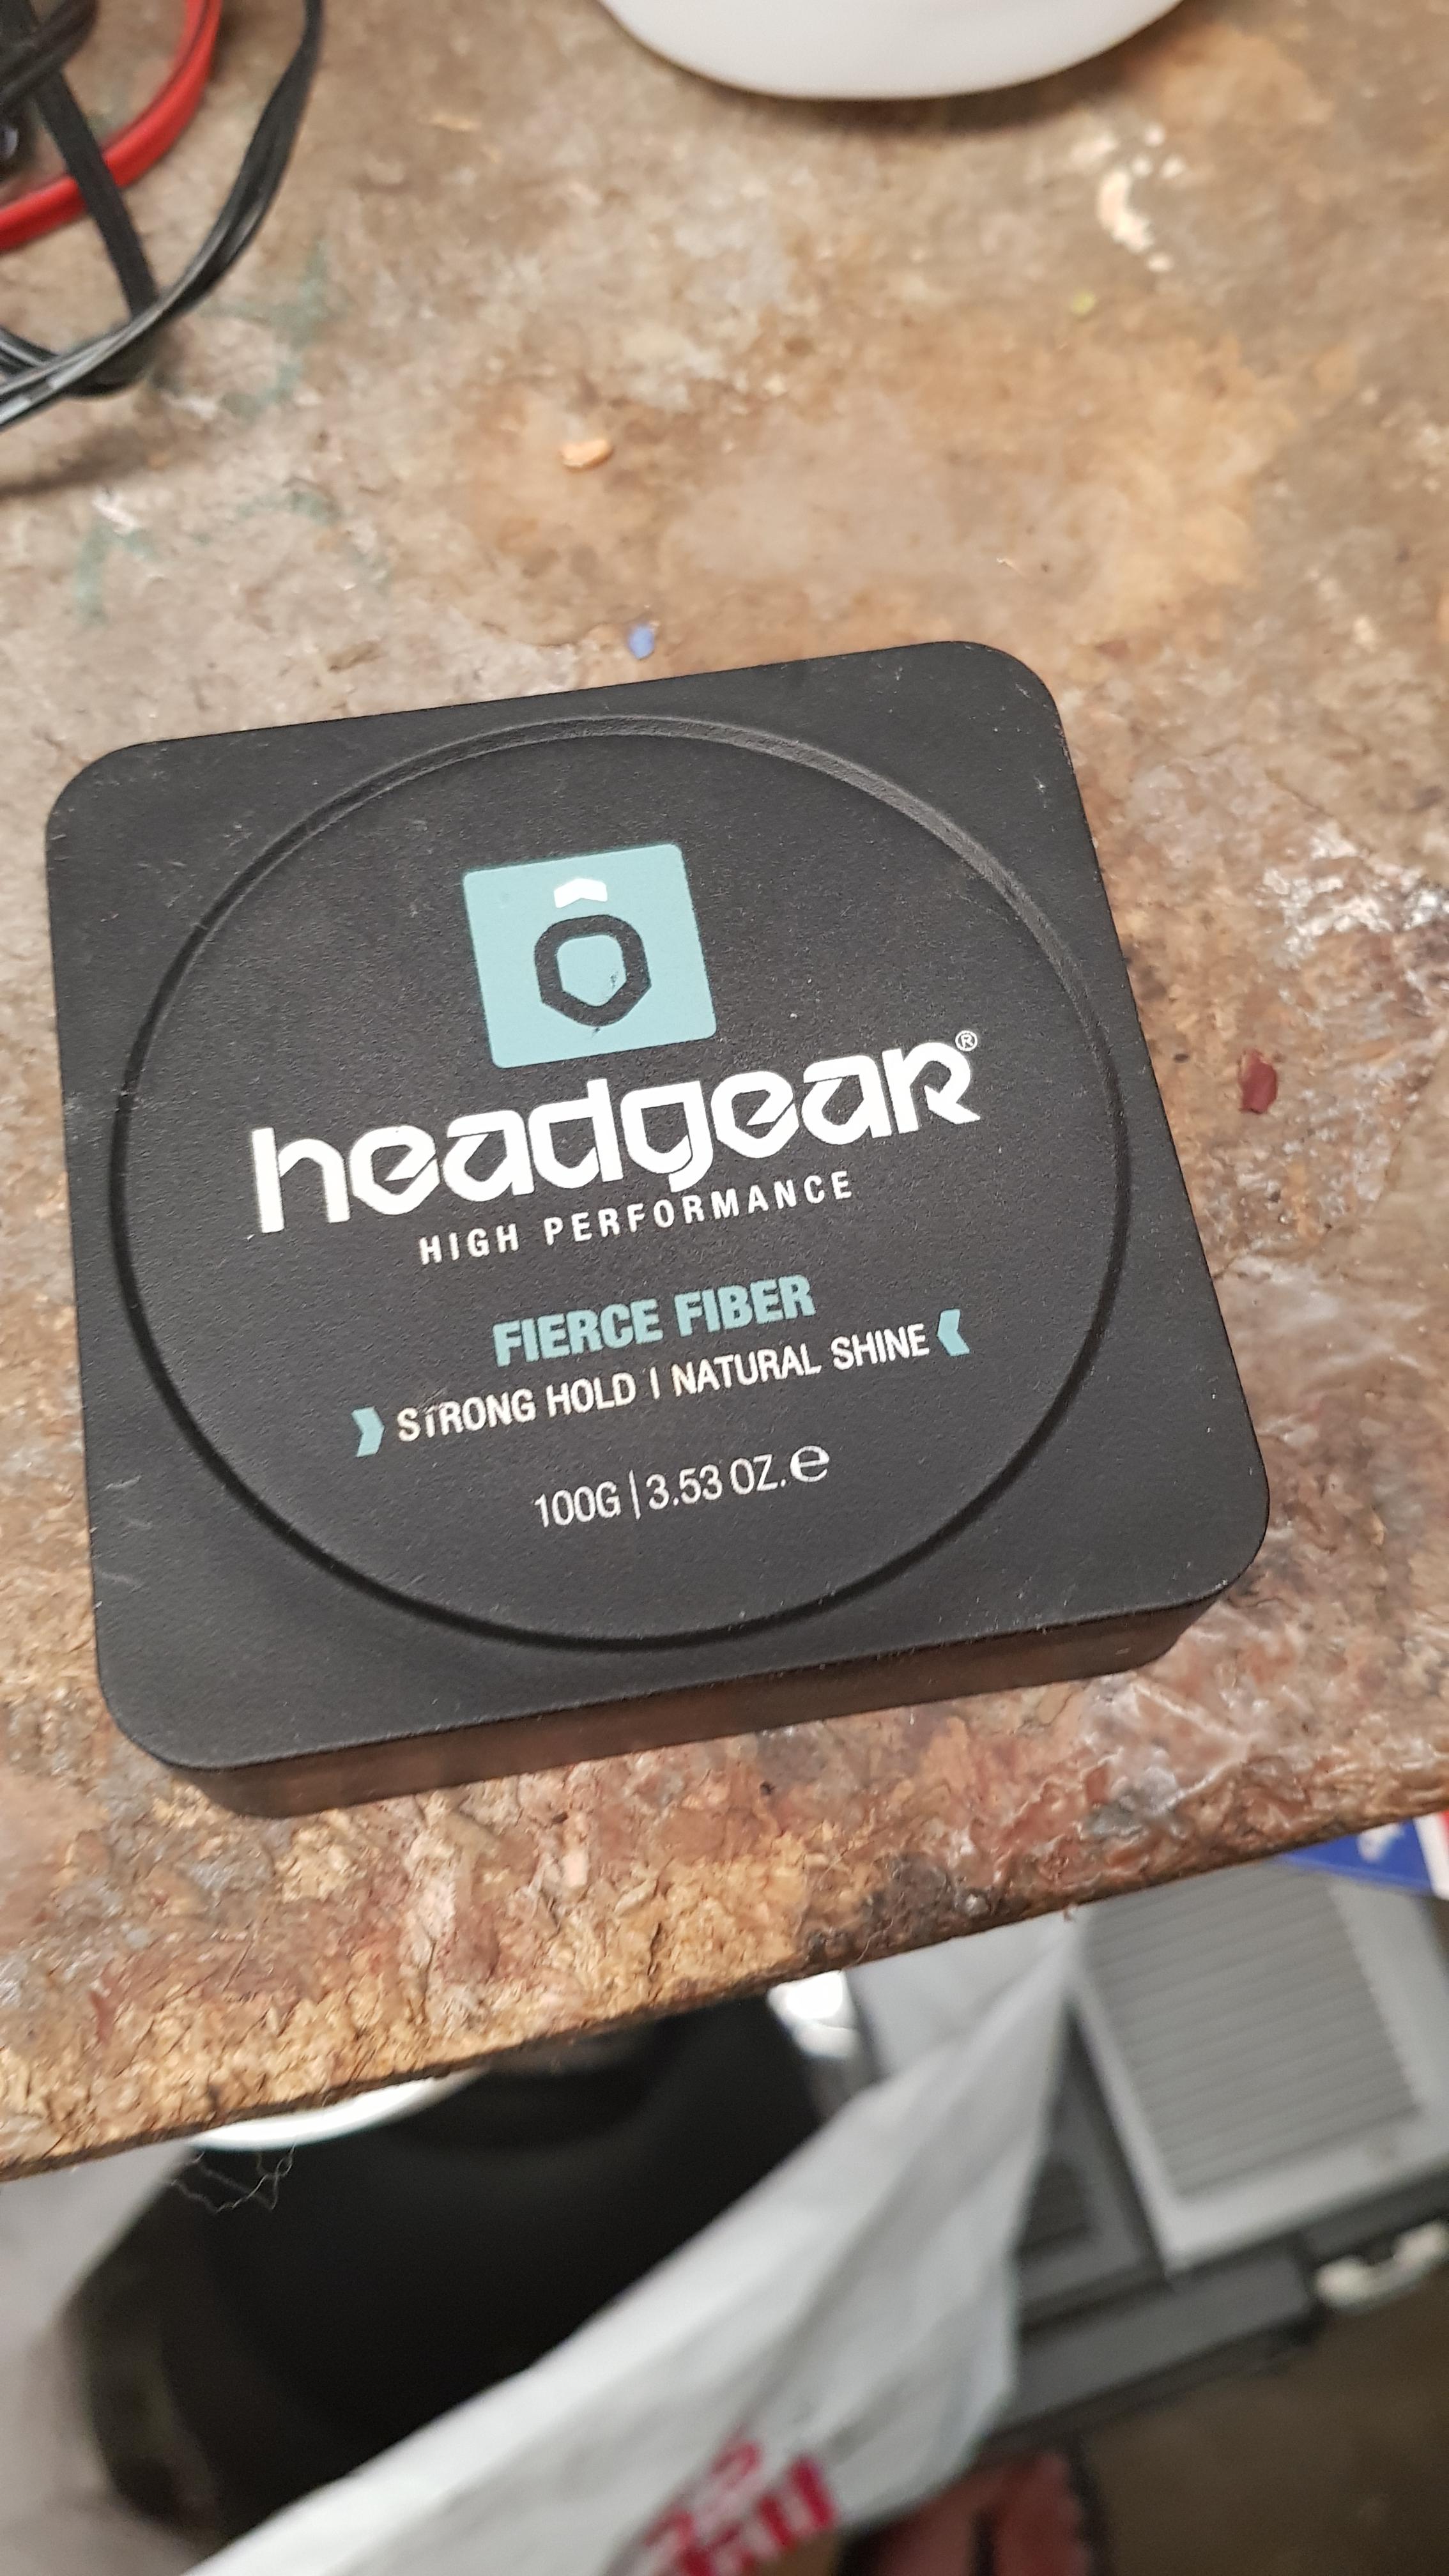 headgear®
HIGH PERFORMANCE
FIERCE FIBER
STRONG HOLD | NATURAL SHINE
100G | 3.53 OZ. ℮